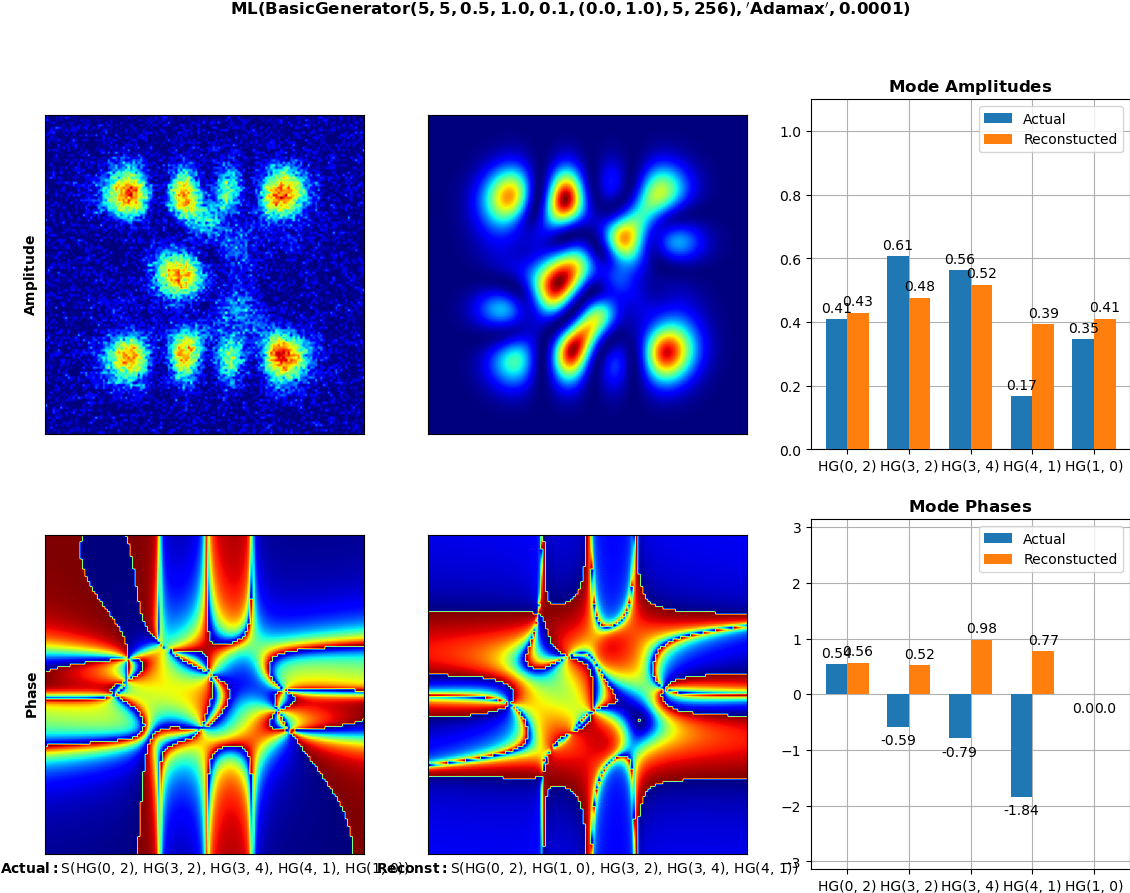 ML(BasicGenerator(5, 5, 0.5, 1.0, 0.1, (0.0, 1.0), 5, 256), 'Adamax', 0.0001)
Mode Amplitudes
Actual
Reconstucted
1.0
0.8
0.6
0.4
0.2
0.0
0.41
0.43
0.61
0.48
0.56
0.52
0.17
0.39
0.35
0.41
HG(0, 2)
HG(3, 2)
HG(3, 4)
HG(4, 1)
HG(1, 0)
Amplitude
Mode Phases
Actual
Reconstucted
3
2
1
0
−1
−2
−3
0.54
0.56
-0.59
0.52
-0.79
0.98
-1.84
0.77
0.0
0.0
HG(0, 2)
HG(3, 2)
HG(3, 4)
HG(4, 1)
HG(1, 0)
Phase
Actual: S(HG(0, 2), HG(3, 2), HG(3, 4), HG(4, 1), HG(1, 0))
Reconst: S(HG(0, 2), HG(1, 0), HG(3, 2), HG(3, 4), HG(4, 1))